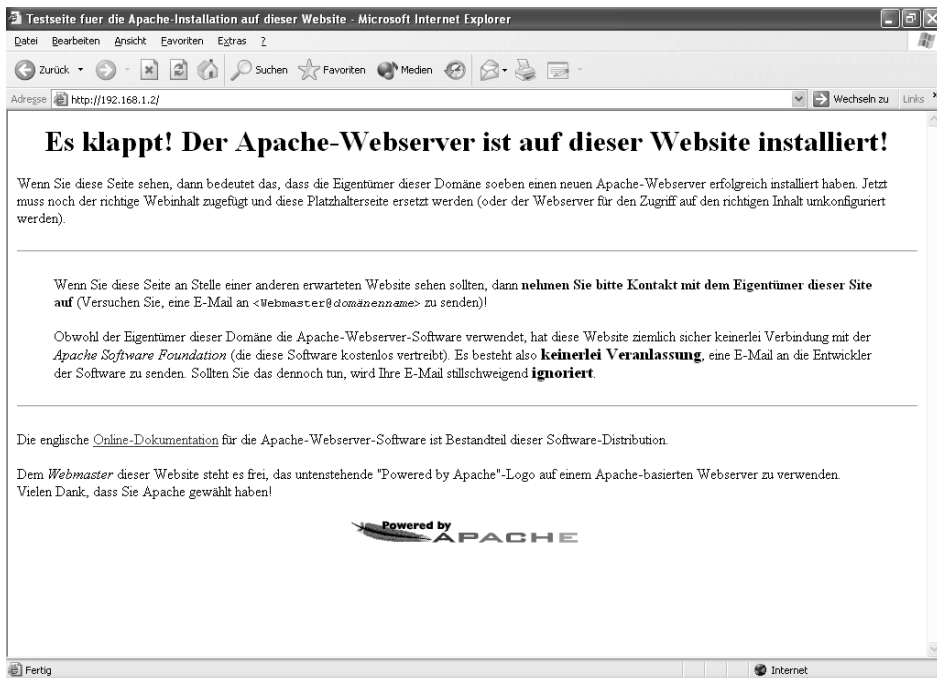 Testseite fuer die Apache-Installation auf dieser Website - Microsoft Internet Explorer
Datei Bearbeiten Ansicht Favoriten Extras ?
Zurück Suchen Favoriten Medien
Adresse http://192.168.1.2/ Wechseln zu Links »
Es klappt! Der Apache-Webserver ist auf dieser Website installiert!
Wenn Sie diese Seite sehen, dann bedeutet das, dass die Eigentümer dieser Domäne soeben einen neuen Apache-Webserver erfolgreich installiert haben. Jetzt
muss noch der richtige Webinhalt zugefügt und diese Platzhalterseite ersetzt werden (oder der Webserver für den Zugriff auf den richtigen Inhalt umkonfiguriert
werden).
Wenn Sie diese Seite an Stelle einer anderen erwarteten Website sehen sollten, dann nehmen Sie bitte Kontakt mit dem Eigentümer dieser Site
auf (Versuchen Sie, eine E-Mail an <Webmaster@domänenname> zu senden)!
Obwohl der Eigentümer dieser Domäne die Apache-Webserver-Software verwendet, hat diese Website ziemlich sicher keinerlei Verbindung mit der
Apache Software Foundation (die diese Software kostenlos vertreibt). Es besteht also keinerlei Veranlassung, eine E-Mail an die Entwickler
der Software zu senden. Sollten Sie das dennoch tun, wird Ihre E-Mail stillschweigend ignoriert.
Die englische Online-Dokumentation für die Apache-Webserver-Software ist Bestandteil dieser Software-Distribution.
Dem Webmaster dieser Website steht es frei, das untenstehende "Powered by Apache"-Logo auf einem Apache-basierten Webserver zu verwenden.
Vielen Dank, dass Sie Apache gewählt haben!
Powered by
APACHE
Fertig Internet